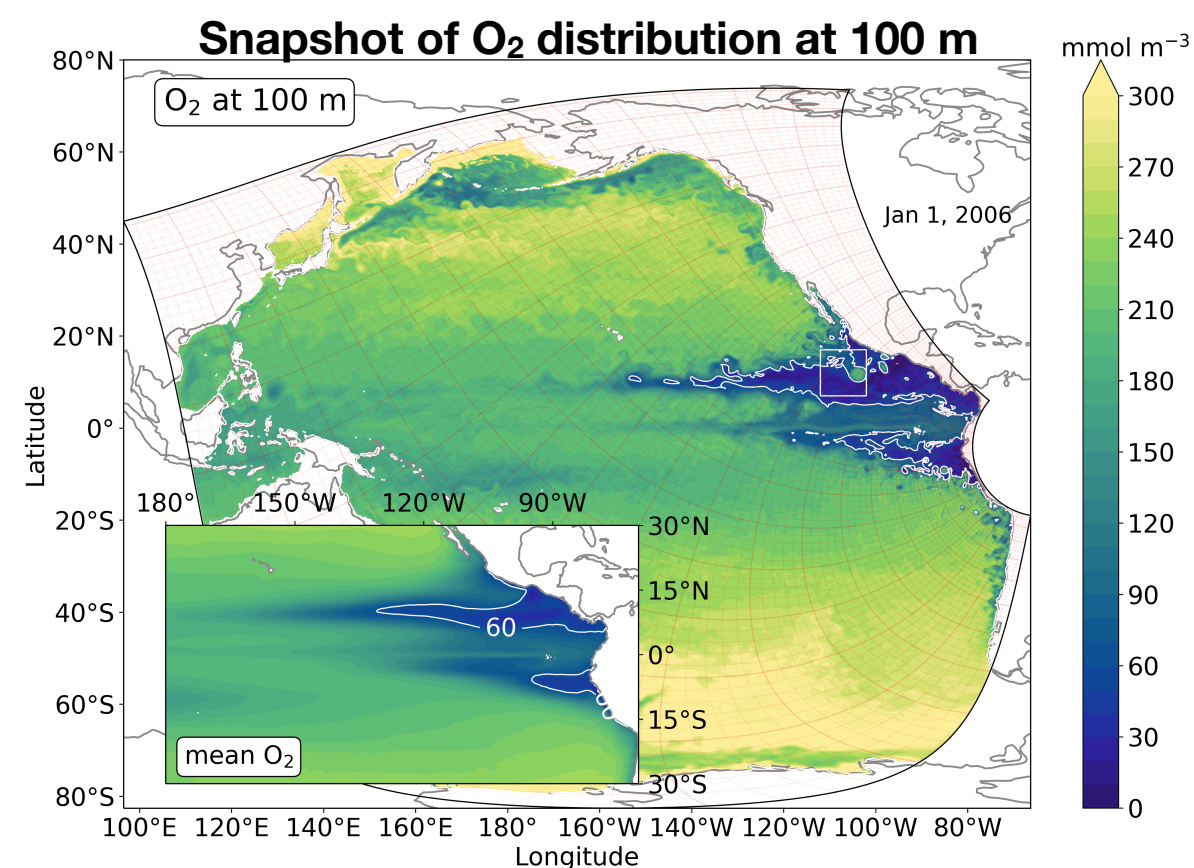 Snapshot of O₂ distribution at 100 m
mmol m⁻³
80°N
60°N
40°N
20°N
0°
20°S
40°S
60°S
80°S
Latitude
O₂ at 100 m
Jan 1, 2006
180° 150°W 120°W 90°W
30°N
15°N
0°
15°S
30°S
60
60
mean O₂
100°E 120°E 140°E 160°E 180° 160°W 140°W 120°W 100°W 80°W
Longitude
300
270
240
210
180
150
120
90
60
30
0